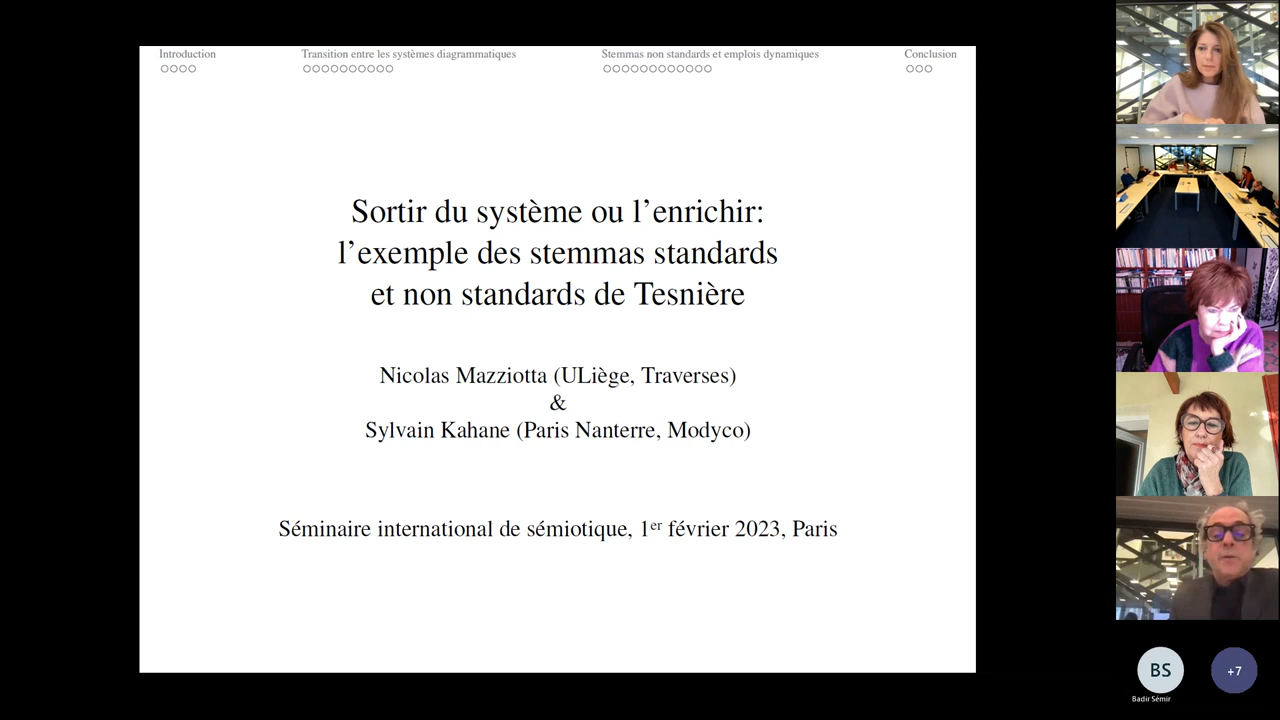 Introduction
Transition entre les systèmes diagrammatiques
Stemmas non standards et emplois dynamiques
Conclusion
Sortir du système ou l’enrichir:
l’exemple des stemmas standards
et non standards de Tesnière
Nicolas Mazziotta (ULiège, Traverses)
&
Sylvain Kahane (Paris Nanterre, Modyco)
Séminaire international de sémiotique, 1er février 2023, Paris
BS
+7
Badir Sémir